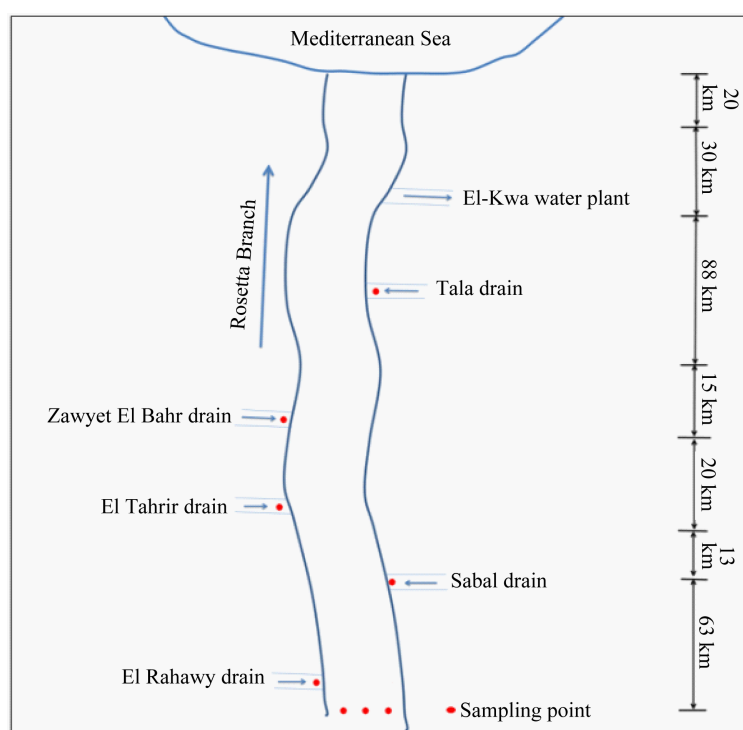 Mediterranean Sea
20
km
30 km
El-Kwa water plant
Rosetta Branch
88 km
Tala drain
15 km
Zawyet El Bahr drain
20 km
El Tahrir drain
13
km
Sabal drain
63 km
El Rahawy drain
Sampling point